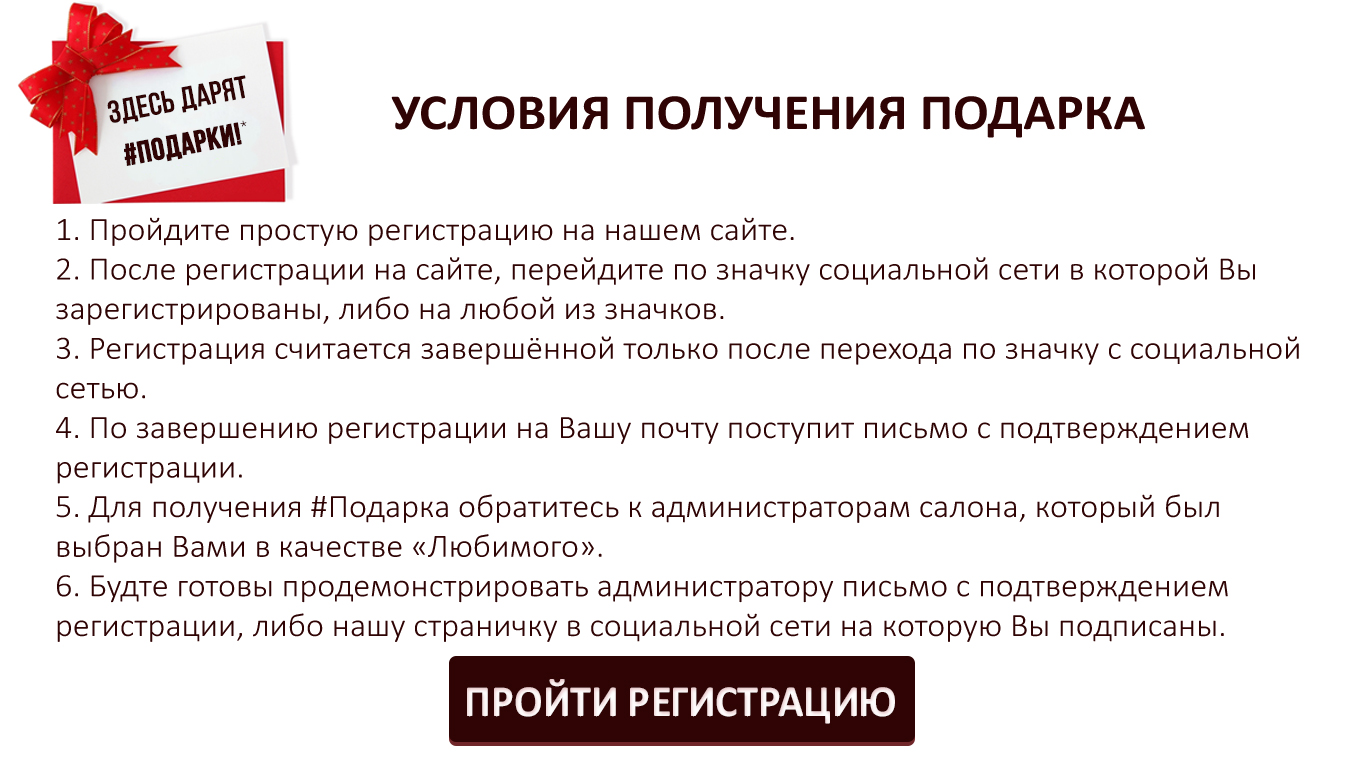 ЗДЕСЬ ДАРЯТ
#ПОДАРКИ!*
УСЛОВИЯ ПОЛУЧЕНИЯ ПОДАРКА
1. Пройдите простую регистрацию на нашем сайте.
2. После регистрации на сайте, перейдите по значку социальной сети в которой Вы
зарегистрированы, либо на любой из значков.
3. Регистрация считается завершённой только после перехода по значку с социальной
сетью.
4. По завершению регистрации на Вашу почту поступит письмо с подтверждением
регистрации.
5. Для получения #Подарка обратитесь к администраторам салона, который был
выбран Вами в качестве «Любимого».
6. Будте готовы продемонстрировать администратору письмо с подтверждением
регистрации, либо нашу страничку в социальной сети на которую Вы подписаны.
ПРОЙТИ РЕГИСТРАЦИЮ